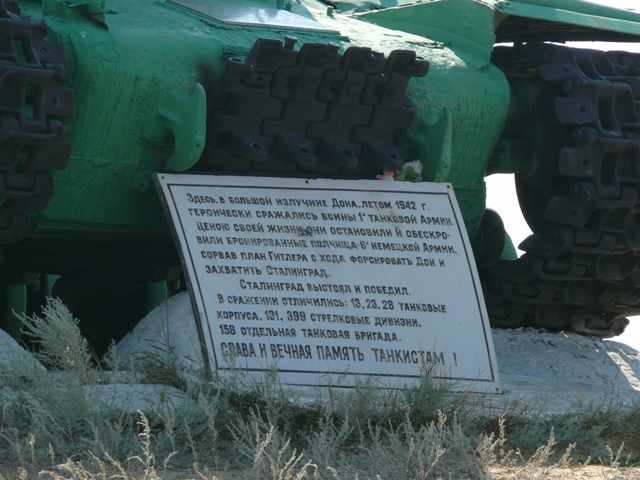 Здесь, в большой излучине Дона, летом 1942 г.
героически сражались воины 1й танковой Армии.
Ценою своей жизни они остановили и обескро-
вили бронированные полчища 6й немецкой Армии,
сорвав план Гитлера с хода форсировать Дон и
захватить Сталинград.
Сталинград выстоял и победил.
В сражении отличились: 13, 23, 28 танковые
корпуса, 131, 399 стрелковые дивизии,
158 отдельная танковая бригада.
Слава и вечная память танкистам !